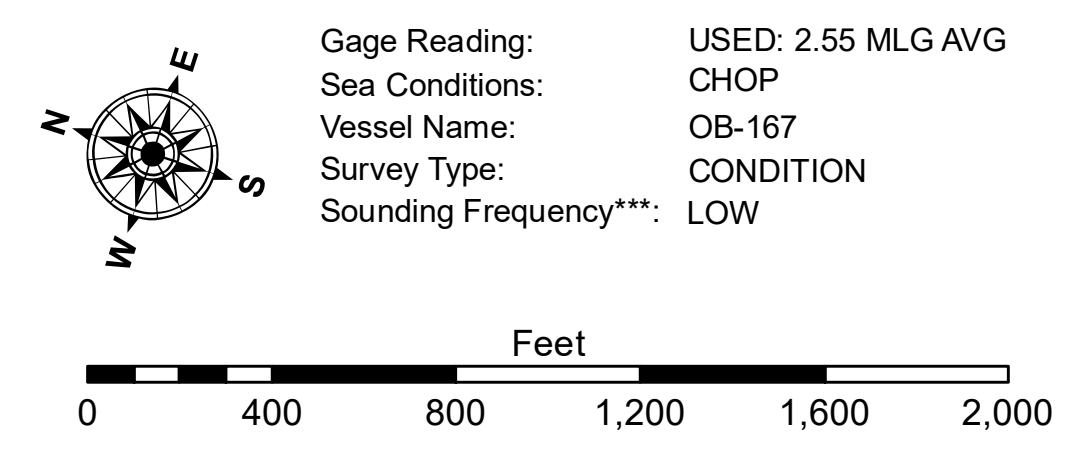 E
N
S
W
Gage Reading: USED: 2.55 MLG AVG
Sea Conditions: CHOP
Vessel Name: OB-167
Survey Type: CONDITION
Sounding Frequency***: LOW
Feet
0 400 800 1,200 1,600 2,000